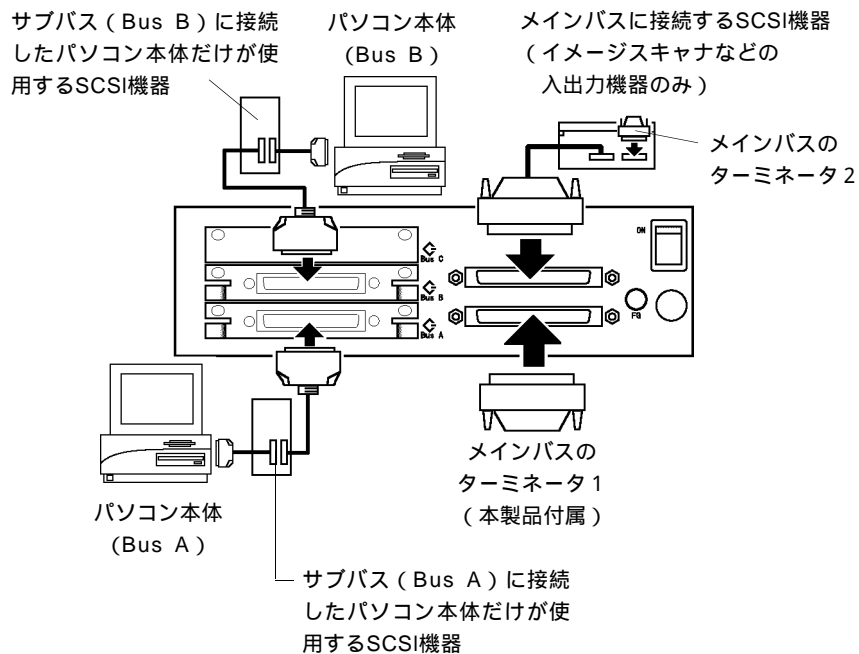 サブバス（Bus B）に接続
したパソコン本体だけが使
用するSCSI機器
パソコン本体
(Bus B)
メインバスに接続するSCSI機器
（イメージスキャナなどの
入出力機器のみ）
メインバスの
ターミネータ2
ON
Bus C
Bus B
Bus A
FG
パソコン本体
(Bus A)
メインバスの
ターミネータ1
（本製品付属）
サブバス（Bus A）に接続
したパソコン本体だけが使
用するSCSI機器